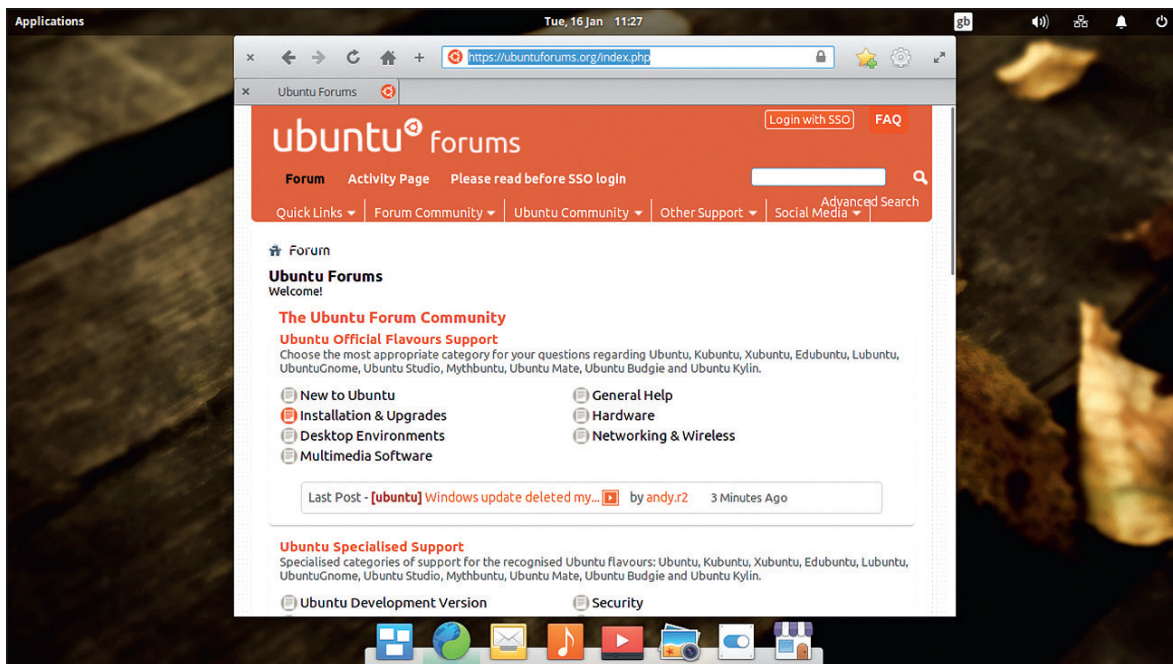 Applications
Tue, 16 Jan 11:27
gb
https://ubuntuforums.org/index.php
Ubuntu Forums
Login with SSO
FAQ
ubuntu forums
Forum Activity Page Please read before SSO login
Advanced Search
Quick Links Forum Community Ubuntu Community Other Support Social Media
Forum
Ubuntu Forums
Welcome!
The Ubuntu Forum Community
Ubuntu Official Flavours Support
Choose the most appropriate category for your questions regarding Ubuntu, Kubuntu, Xubuntu, Edubuntu, Lubuntu,
UbuntuGnome, Ubuntu Studio, Mythbuntu, Ubuntu Mate, Ubuntu Budgie and Ubuntu Kylin.
New to Ubuntu General Help
Installation & Upgrades Hardware
Desktop Environments Networking & Wireless
Multimedia Software
Last Post - [ubuntu] Windows update deleted my... by andy.r2 3 Minutes Ago
Ubuntu Specialised Support
Specialised categories of support for the recognised Ubuntu flavours: Ubuntu, Kubuntu, Xubuntu, Edubuntu, Lubuntu,
UbuntuGnome, Ubuntu Studio, Mythbuntu, Ubuntu Mate, Ubuntu Budgie and Ubuntu Kylin.
Ubuntu Development Version Security